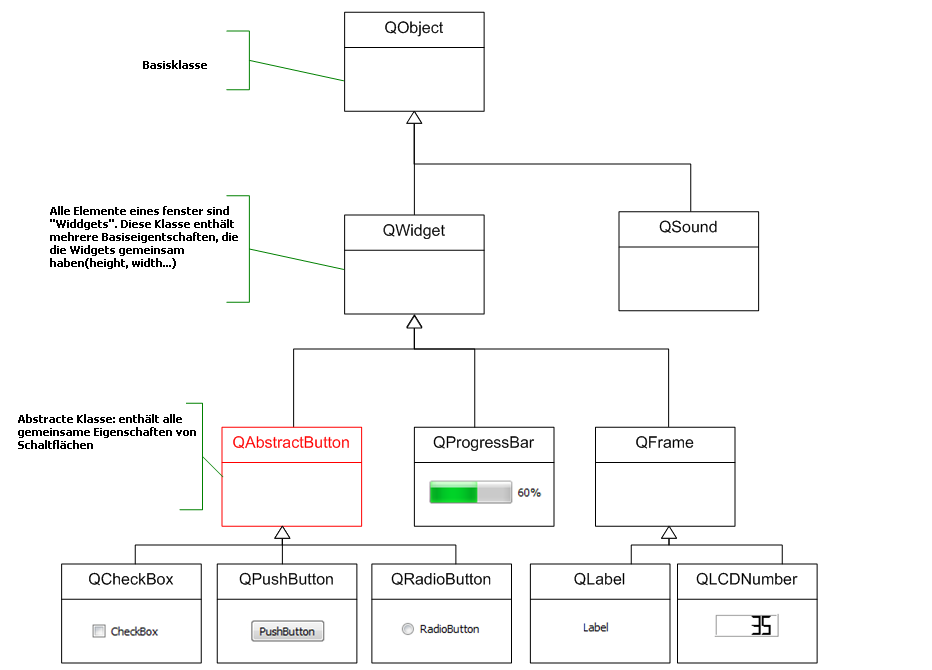 QObject
Basisklasse
Alle Elemente eines fenster sind
"Widdgets". Diese Klasse enthält
mehrere Basiseigentschaften, die
die Widgets gemeinsam
haben(height, width...)
QWidget
QSound
Abstracte Klasse: enthält alle
gemeinsame Eigenschaften von
Schaltflächen
QAbstractButton
QProgressBar
60%
QFrame
QCheckBox
CheckBox
QPushButton
PushButton
QRadioButton
RadioButton
QLabel
Label
QLCDNumber
35